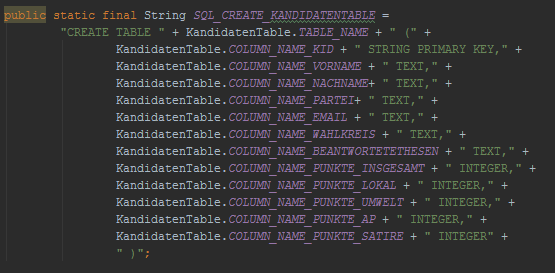 public static final String SQL_CREATE_KANDIDATENTABLE =
"CREATE TABLE " + KandidatenTable.TABLE_NAME + " (" +
KandidatenTable.COLUMN_NAME_KID + " STRING PRIMARY KEY," +
KandidatenTable.COLUMN_NAME_VORNAME + " TEXT," +
KandidatenTable.COLUMN_NAME_NACHNAME+ " TEXT," +
KandidatenTable.COLUMN_NAME_PARTEI+ " TEXT," +
KandidatenTable.COLUMN_NAME_EMAIL + " TEXT," +
KandidatenTable.COLUMN_NAME_WAHLKREIS + " TEXT," +
KandidatenTable.COLUMN_NAME_BEANTWORTETETHESEN + " TEXT," +
KandidatenTable.COLUMN_NAME_PUNKTE_INSGESAMT + " INTEGER," +
KandidatenTable.COLUMN_NAME_PUNKTE_LOKAL + " INTEGER," +
KandidatenTable.COLUMN_NAME_PUNKTE_UMWELT + " INTEGER," +
KandidatenTable.COLUMN_NAME_PUNKTE_AP + " INTEGER," +
KandidatenTable.COLUMN_NAME_PUNKTE_SATIRE + " INTEGER" +
" )";